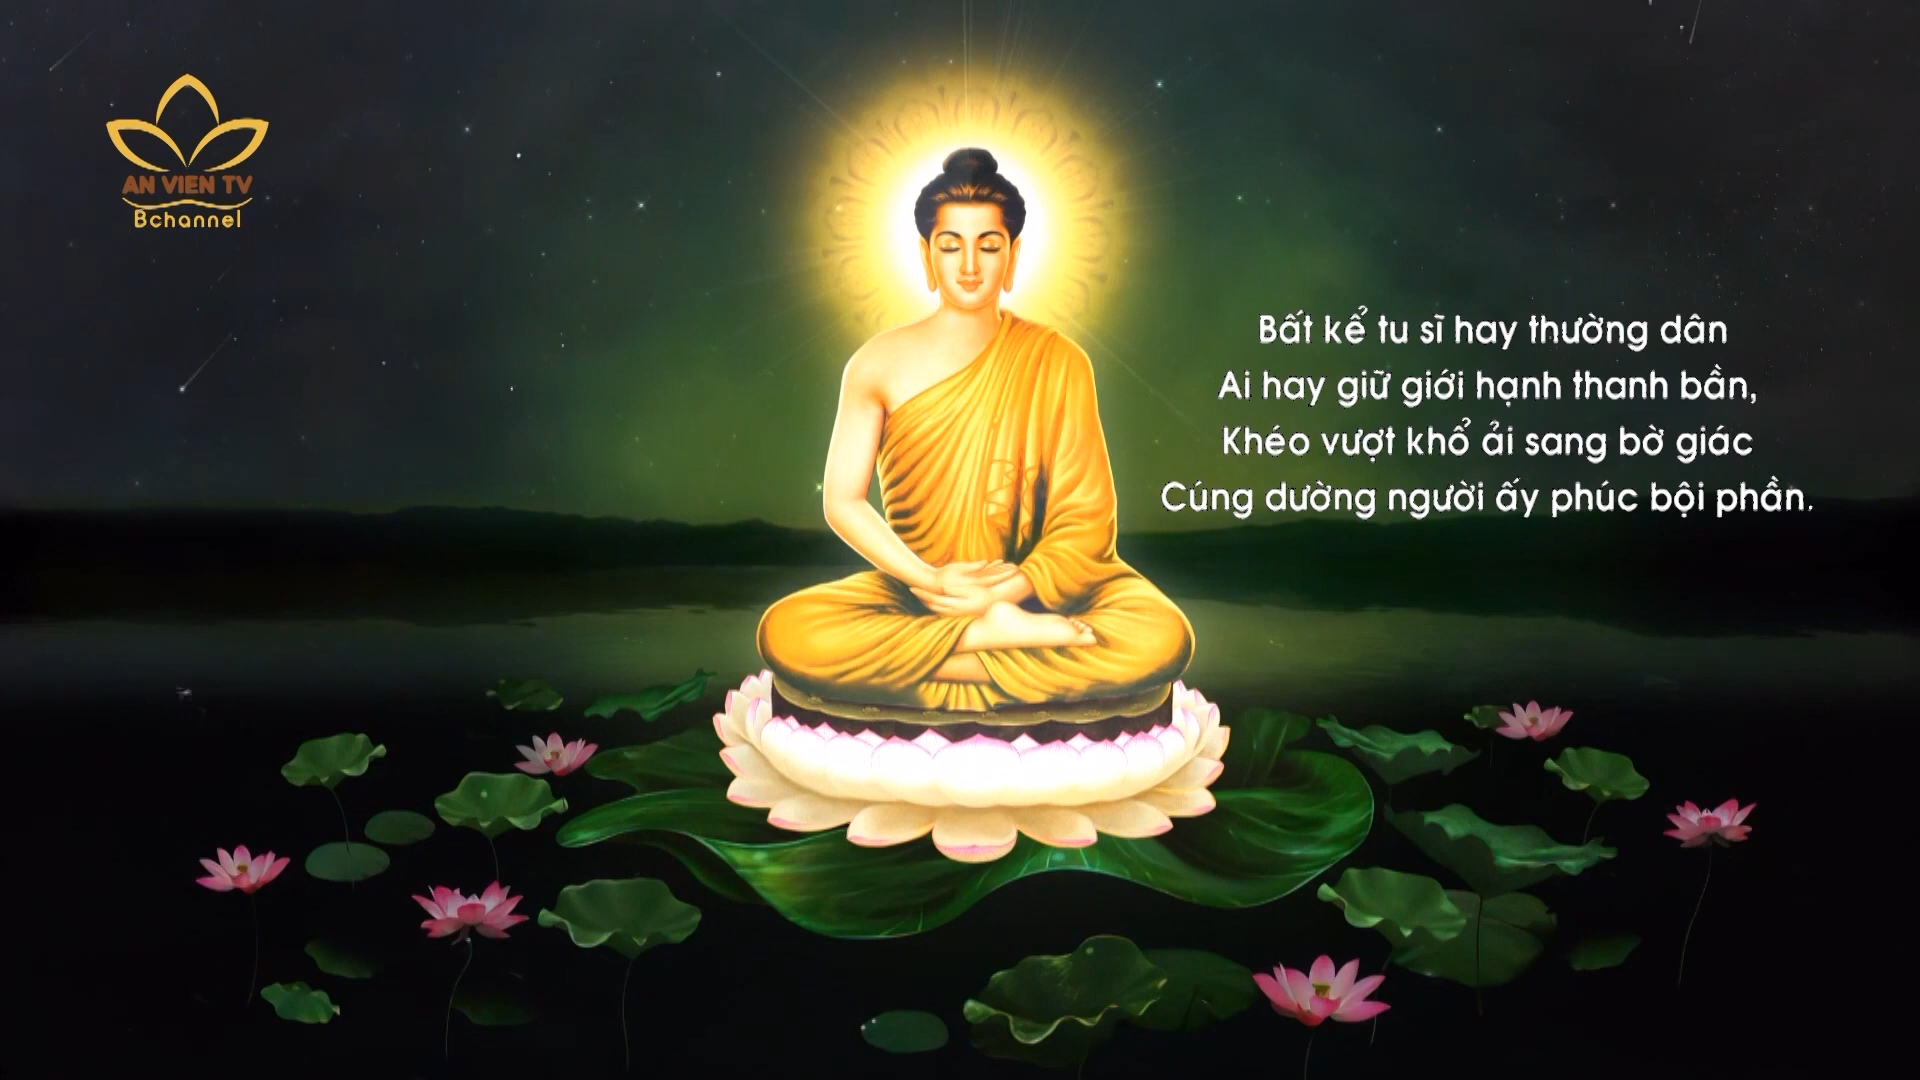 AN VIEN TV
Bchannel
Bất kể tu sĩ hay thường dân
Ai hay giữ giới hạnh thanh bần,
Khéo vượt khổ ải sang bờ giác
Cúng dường người ấy phúc bội phần.